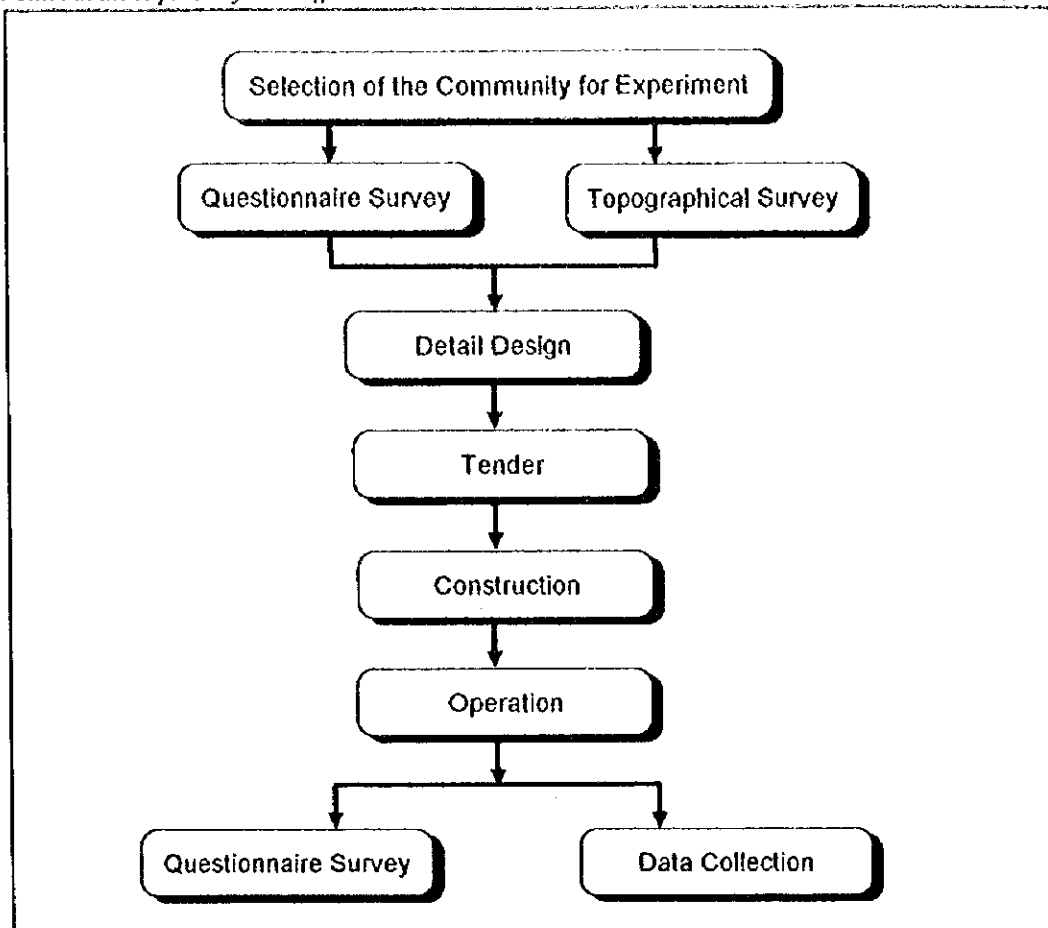 Selection of the Community for Experiment
Questionnaire Survey
Topographical Survey
Detail Design
Tender
Construction
Operation
Questionnaire Survey
Data Collection